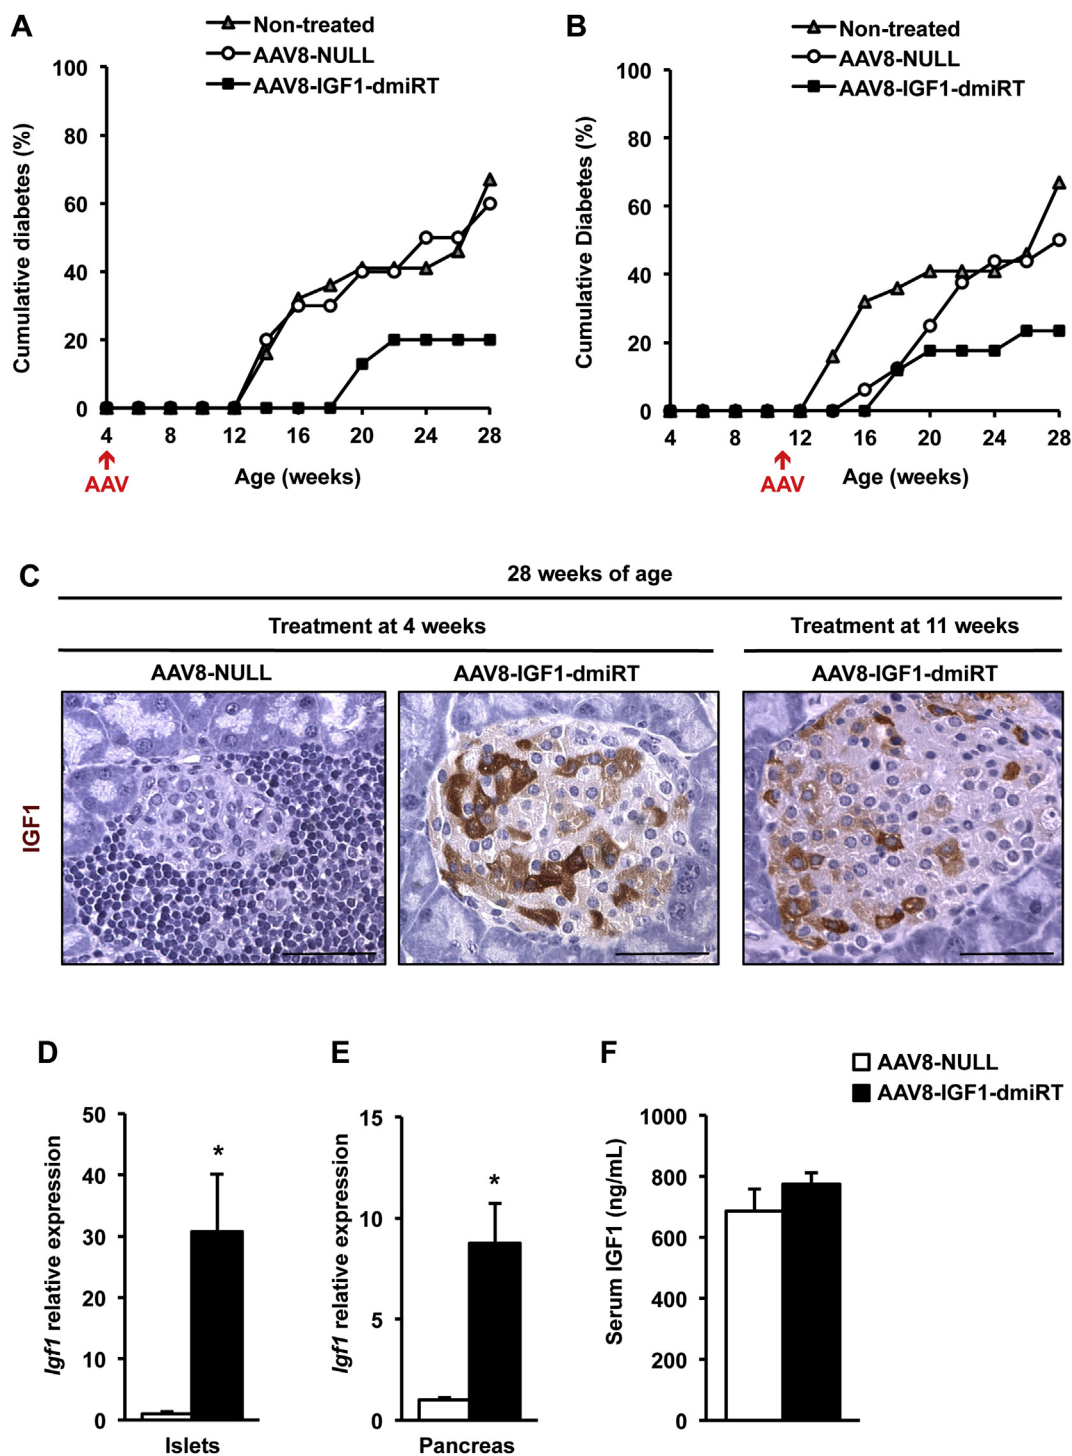 A
Non-treated
AAV8-NULL
AAV8-IGF1-dmiRT
100
80
60
40
20
0
Cumulative diabetes (%)
4 8 12 16 20 24 28
AAV
Age (weeks)
B
Non-treated
AAV8-NULL
AAV8-IGF1-dmiRT
100
80
60
40
20
0
Cumulative Diabetes (%)
4 8 12 16 20 24 28
AAV
Age (weeks)
C
28 weeks of age
Treatment at 4 weeks
Treatment at 11 weeks
AAV8-NULL
AAV8-IGF1-dmiRT
AAV8-IGF1-dmiRT
IGF1
D
50
40
30
20
10
0
Igf1 relative expression
*
Islets
E
15
10
5
0
Igf1 relative expression
*
Pancreas
F
AAV8-NULL
AAV8-IGF1-dmiRT
1000
800
600
400
200
0
Serum IGF1 (ng/mL)